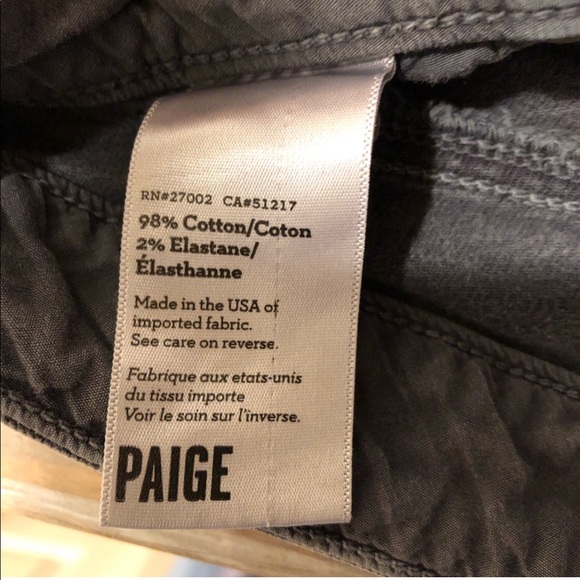 RN#27002 CA#51217
98% Cotton/Coton
2% Elastane/
Élasthanne
Made in the USA of
imported fabric.
See care on reverse.
Fabrique aux etats-unis
du tissu importe
Voir le soin sur l'inverse.
PAIGE